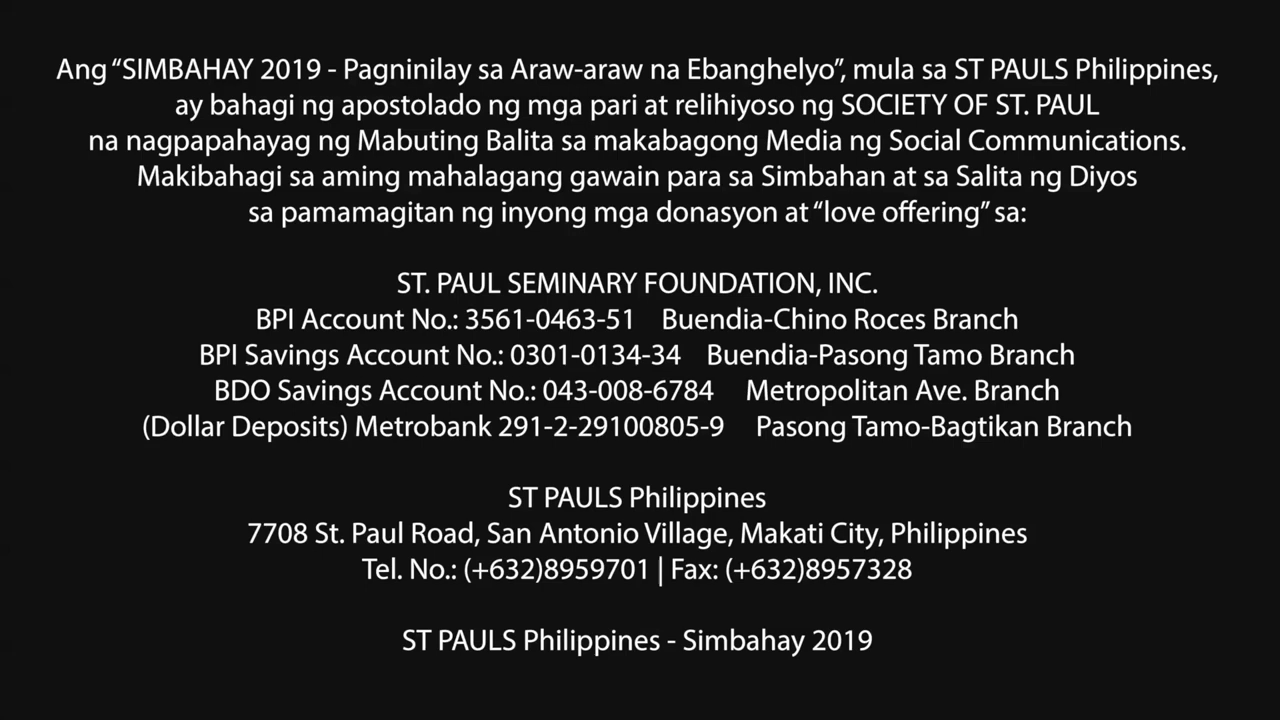 Ang “SIMBAHAY 2019 - Pagninilay sa Araw-araw na Ebanghelyo”, mula sa ST PAULS Philippines,
ay bahagi ng apostolado ng mga pari at relihiyoso ng SOCIETY OF ST. PAUL
na nagpapahayag ng Mabuting Balita sa makabagong Media ng Social Communications.
Makibahagi sa aming mahalagang gawain para sa Simbahan at sa Salita ng Diyos
sa pamamagitan ng inyong mga donasyon at “love offering” sa:
ST. PAUL SEMINARY FOUNDATION, INC.
BPI Account No.: 3561-0463-51 Buendia-Chino Roces Branch
BPI Savings Account No.: 0301-0134-34 Buendia-Pasong Tamo Branch
BDO Savings Account No.: 043-008-6784 Metropolitan Ave. Branch
(Dollar Deposits) Metrobank 291-2-29100805-9 Pasong Tamo-Bagtikan Branch
ST PAULS Philippines
7708 St. Paul Road, San Antonio Village, Makati City, Philippines
Tel. No.: (+632)8959701 | Fax: (+632)8957328
ST PAULS Philippines - Simbahay 2019